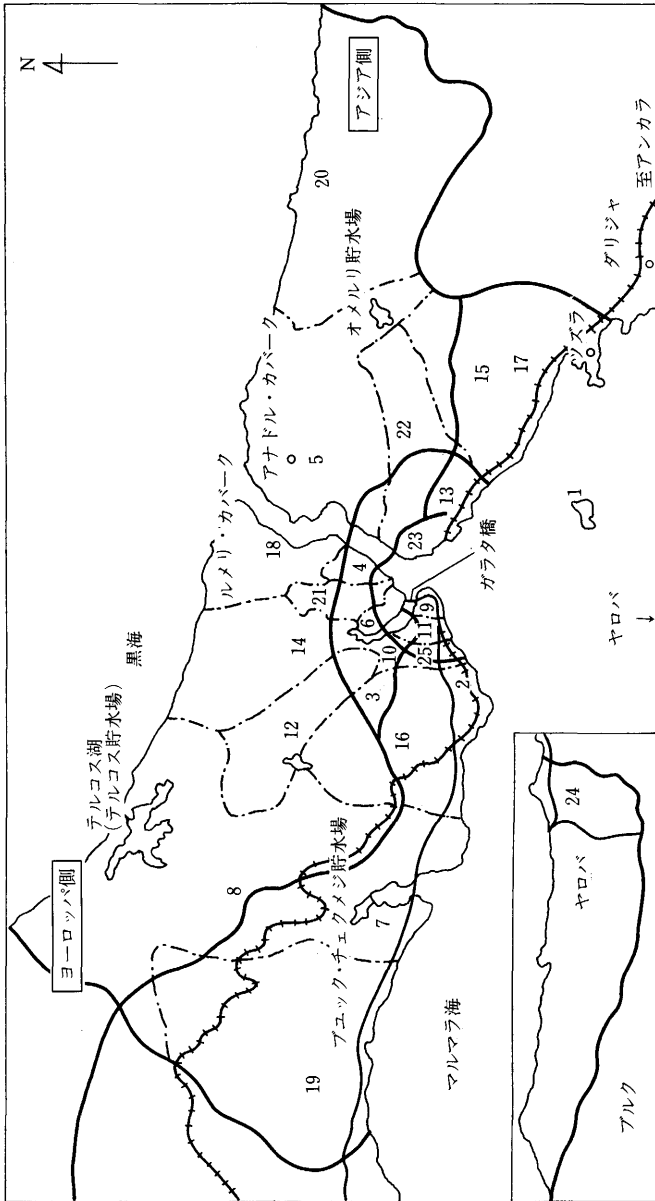 N
アジア側
20
オメルリ貯水場
アナドル・カバーク
5
ルメリ・カバーク
18
22
15
17
ダリジャ
至アンカラ
ツズラ
13
23
ガラタ橋
1
ヤロバ
↓
黒海
テルコス湖
(テルコス貯水場)
ヨーロッパ側
14
21
4
6
9
11
10
25
2
3
12
16
8
7
ブユック・チェクメジ貯水場
19
マルマラ海
24
ヤロバ
ブルク